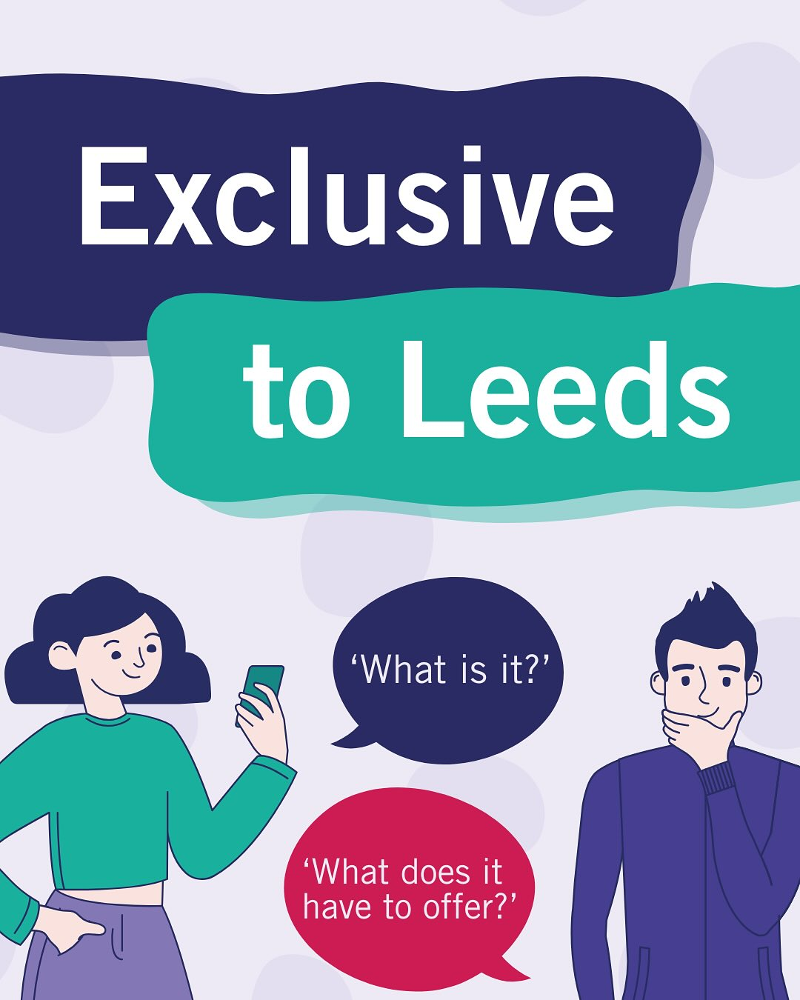 Exclusive
to Leeds
‘What is it?’
‘What does it
have to offer?’